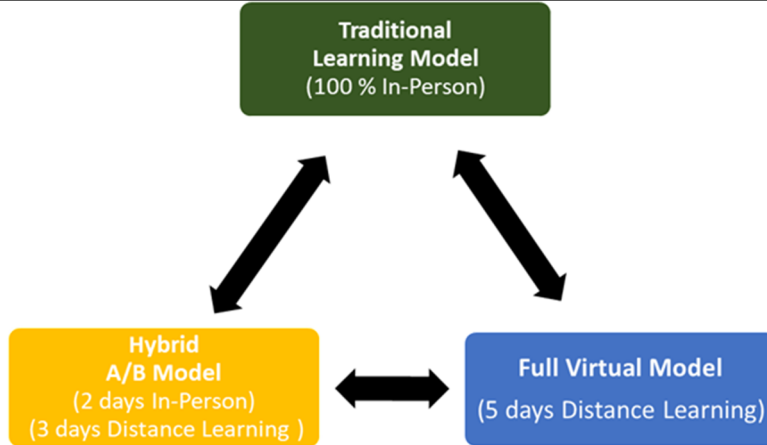 Traditional
Learning Model
(100 % In-Person)
Hybrid
A/B Model
(2 days In-Person)
(3 days Distance Learning )
Full Virtual Model
(5 days Distance Learning)